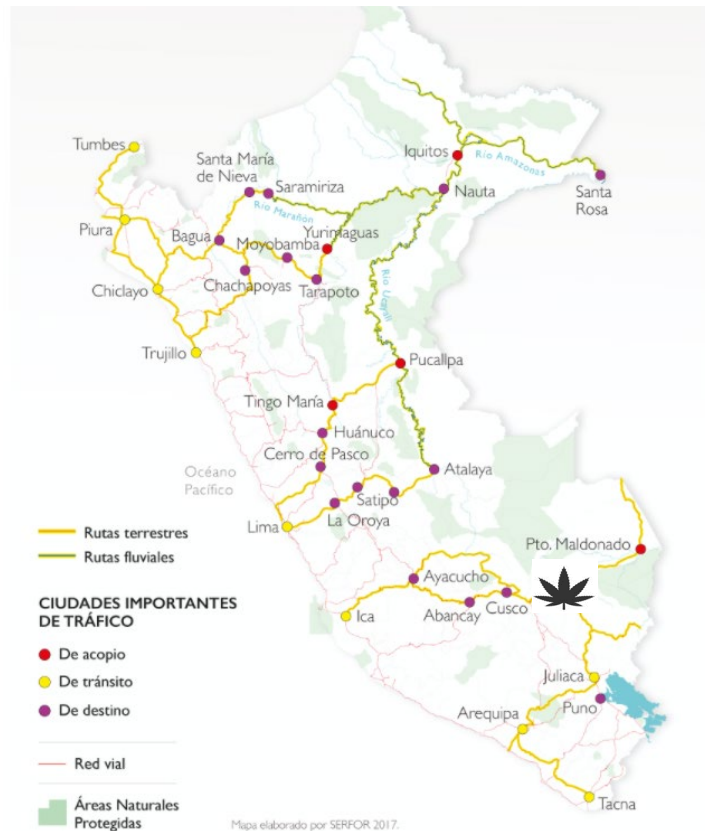 Tumbes
Santa María
de Nieva
Saramiriza
Iquitos
Río Amazonas
Nauta
Santa
Rosa
Piura
Río Marañón
Yurimaguas
Bagua
Moyobamba
Chachapoyas
Tarapoto
Chiclayo
Río Ucayali
Trujillo
Pucallpa
Tingo María
Huánuco
Cerro de Pasco
Océano
Pacífico
Atalaya
Satipo
Lima
La Oroya
Rutas terrestres
Rutas fluviales
Pto. Maldonado
Ayacucho
Ica
Abancay
Cusco
CIUDADES IMPORTANTES
DE TRÁFICO
De acopio
De tránsito
De destino
Juliaca
Puno
Arequipa
Red vial
Tacna
Áreas Naturales
Protegidas
Mapa elaborado por SERFOR 2017.